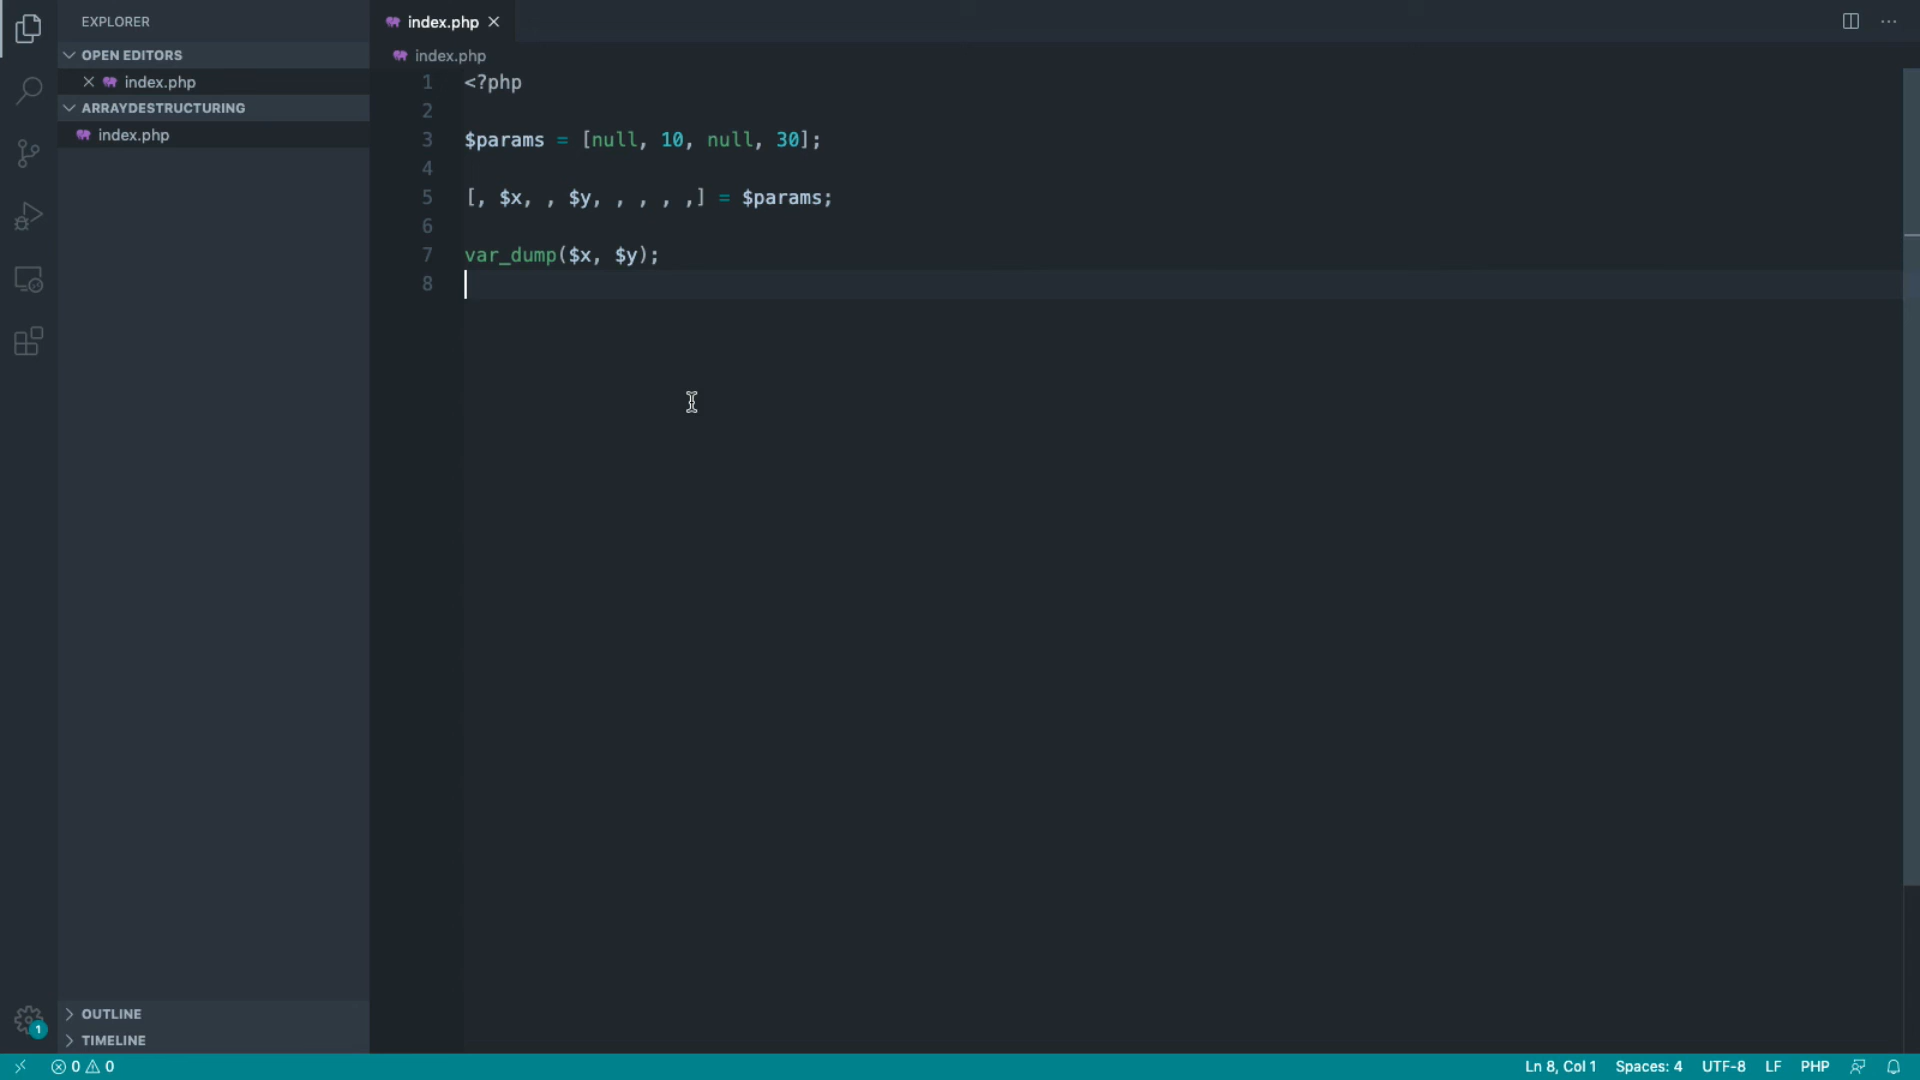 EXPLORER
OPEN EDITORS
index.php
ARRAYDESTRUCTURING
index.php
OUTLINE
TIMELINE
1
index.php
index.php
1 <?php
2
3 $params = [null, 10, null, 30];
4
5 [, $x, , $y, , , , ,] = $params;
6
7 var_dump($x, $y);
8
0 0
Ln 8, Col 1 Spaces: 4 UTF-8 LF PHP